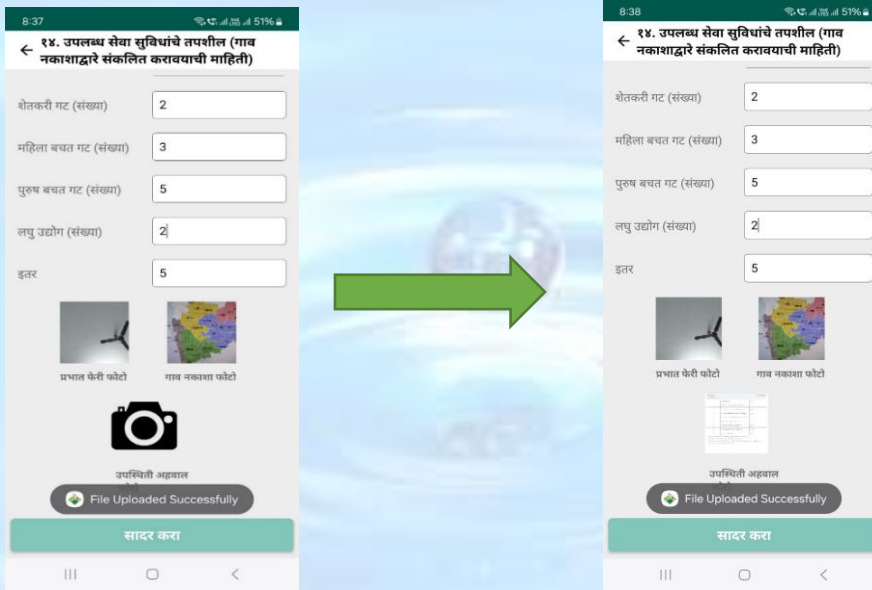 8:37
51%
१४. उपलब्ध सेवा सुविधांचे तपशील (गाव
नकाशाद्वारे संकलित करावयाची माहिती)
शेतकरी गट (संख्या)
2
महिला बचत गट (संख्या)
3
पुरुष बचत गट (संख्या)
5
लघु उद्योग (संख्या)
2
इतर
5
प्रभात फेरी फोटो
गाव नकाशा फोटो
उपस्थिती अहवाल
File Uploaded Successfully
सादर करा
8:38
51%
१४. उपलब्ध सेवा सुविधांचे तपशील (गाव
नकाशाद्वारे संकलित करावयाची माहिती)
शेतकरी गट (संख्या)
2
महिला बचत गट (संख्या)
3
पुरुष बचत गट (संख्या)
5
लघु उद्योग (संख्या)
2
इतर
5
प्रभात फेरी फोटो
गाव नकाशा फोटो
उपस्थिती अहवाल
File Uploaded Successfully
सादर करा